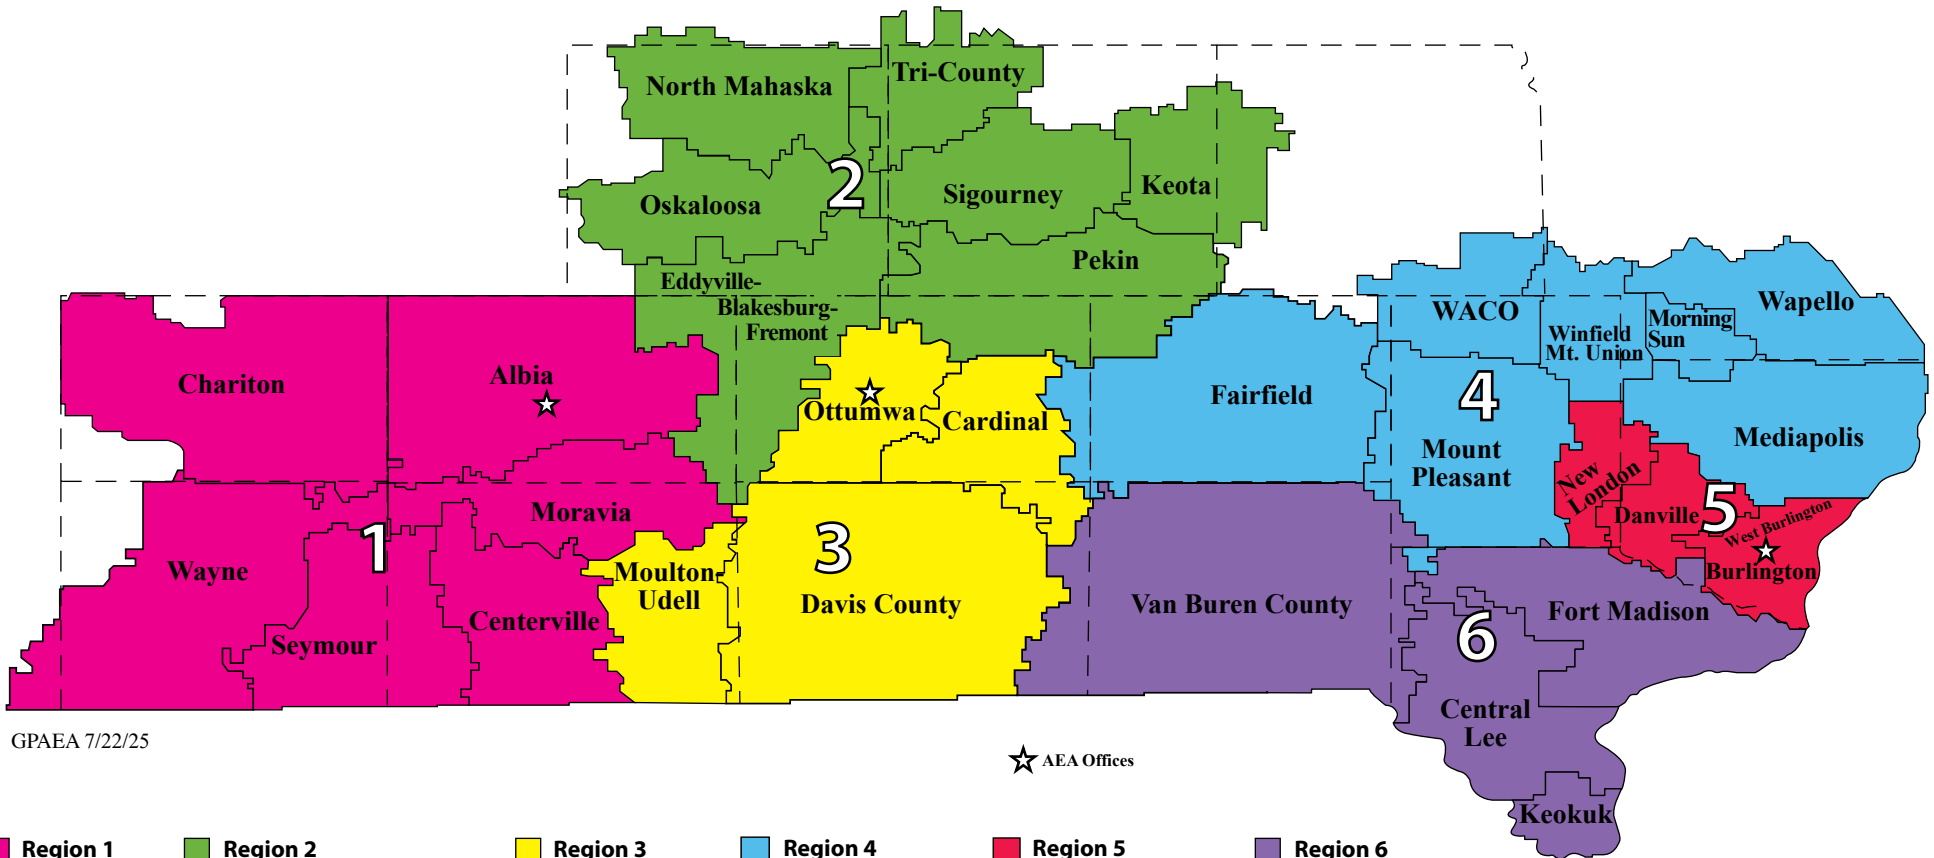 North Mahaska
Tri-County
2
Oskaloosa
Sigourney
Keota
Pekin
Eddyville-
Blakesburg-
Fremont
Chariton
Albia
Ottumwa
Cardinal
Fairfield
WACO
Winfield
Mt. Union
Morning
Sun
Wapello
4
Mount
Pleasant
Mediapolis
New
London
Danville
5
West Burlington
Burlington
Moravia
1
Wayne
Seymour
Centerville
Moulton-
Udell
3
Davis County
Van Buren County
6
Fort Madison
Central
Lee
Keokuk
GPAEA 7/22/25
AEA Offices
Region 1
Region 2
Region 3
Region 4
Region 5
Region 6